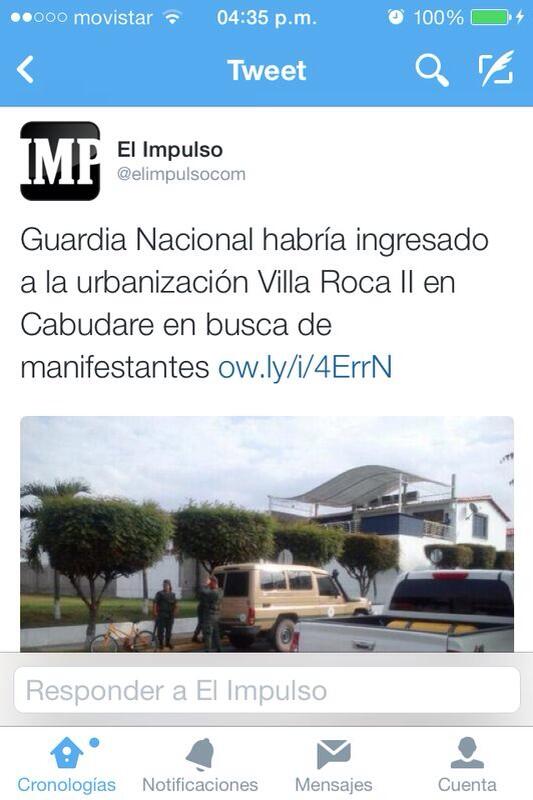 movistar 04:35 p.m. 100%
Tweet
IMP
El Impulso
@elimpulsocom
Guardia Nacional habría ingresado
a la urbanización Villa Roca II en
Cabudare en busca de
manifestantes ow.ly/i/4ErrN
Responder a El Impulso
Cronologías Notificaciones Mensajes Cuenta